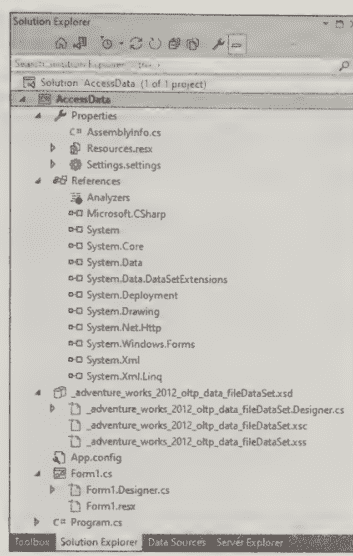 Solution Explorer
Search Solution Explorer
Solution AccessData (1 of 1 project)
AccessData
Properties
C# AssemblyInfo.cs
Resources.resx
Settings.settings
References
Analyzers
Microsoft.CSharp
System
System.Core
System.Data
System.Data.DataSetExtensions
System.Deployment
System.Drawing
System.Net.Http
System.Windows.Forms
System.Xml
System.Xml.Linq
_adventure_works_2012_oltp_data_fileDataSet.xsd
_adventure_works_2012_oltp_data_fileDataSet.Designer.cs
_adventure_works_2012_oltp_data_fileDataSet.xsc
_adventure_works_2012_oltp_data_fileDataSet.xss
App.config
Form1.cs
Form1.Designer.cs
Form1.resx
C# Program.cs
Toolbox Solution Explorer Data Sources Server Explorer